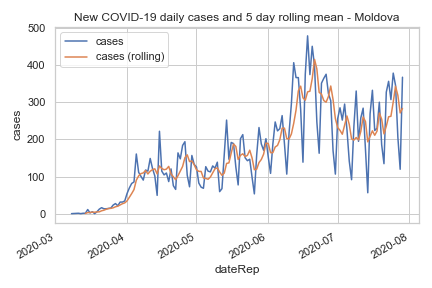 New COVID-19 daily cases and 5 day rolling mean - Moldova
cases
cases (rolling)
500
400
300
200
100
0
cases
2020-03
2020-04
2020-05
2020-06
2020-07
2020-08
dateRep